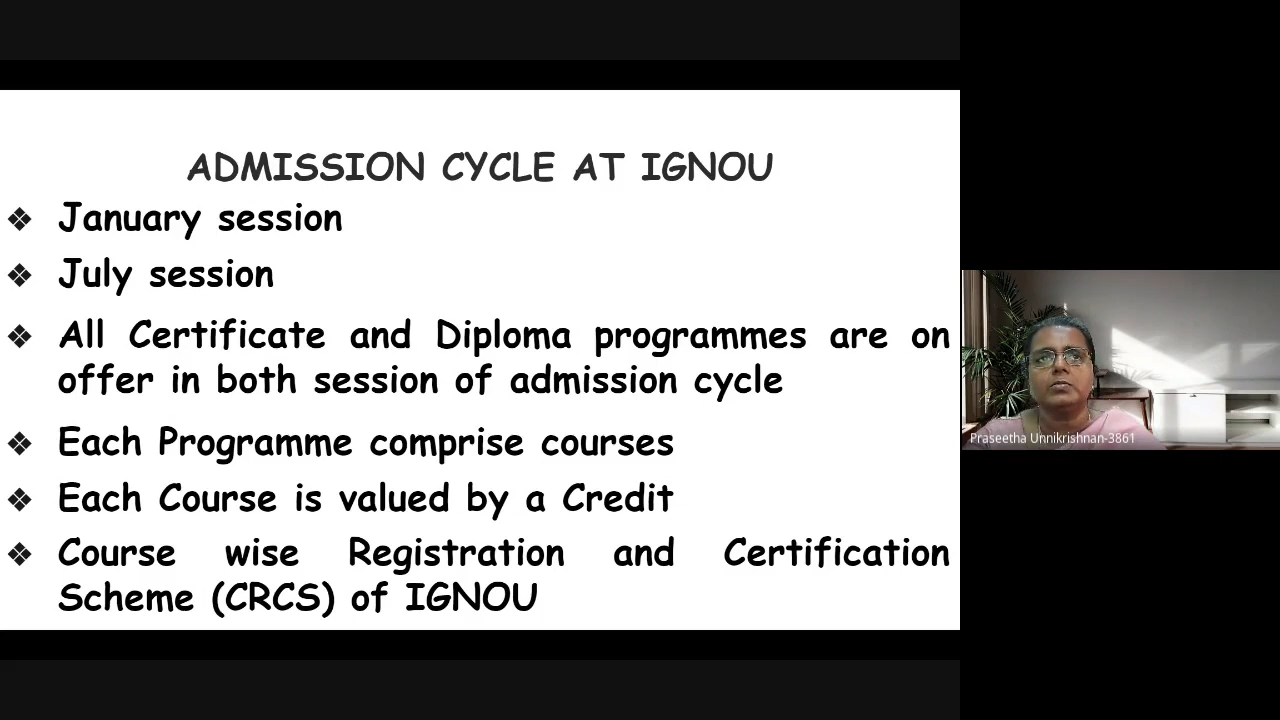 ADMISSION CYCLE AT IGNOU
❖ January session
❖ July session
❖ All Certificate and Diploma programmes are on
offer in both session of admission cycle
❖ Each Programme comprise courses
❖ Each Course is valued by a Credit
❖ Course wise Registration and Certification
Scheme (CRCS) of IGNOU
Praseetha Unnikrishnan-3861